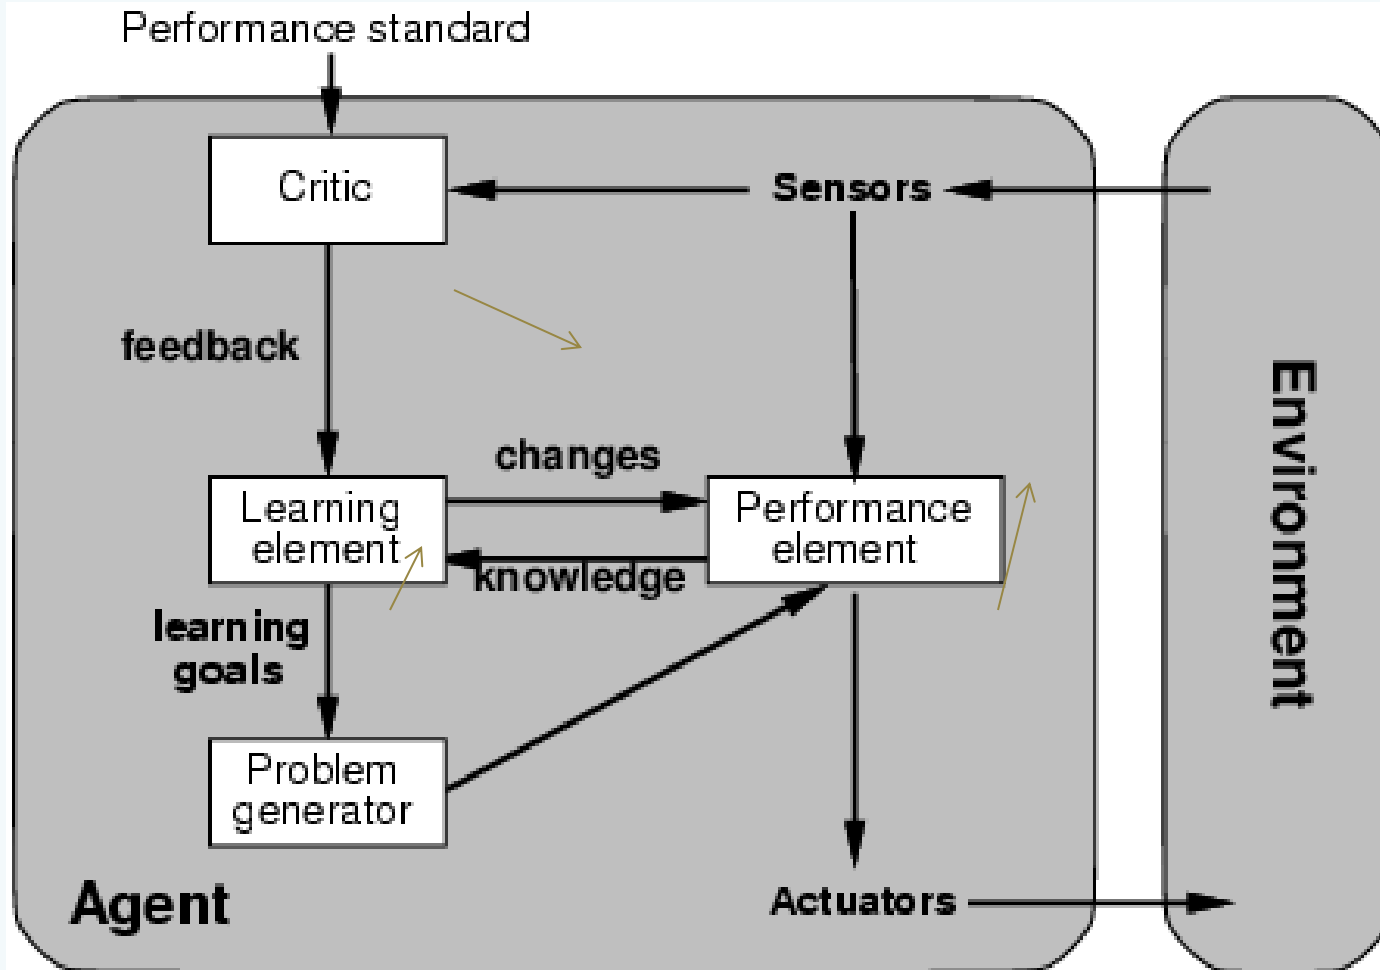 Performance standard
Critic
Sensors
feedback
changes
Learning
element
Performance
element
knowledge
learning
goals
Problem
generator
Agent
Actuators
Environment